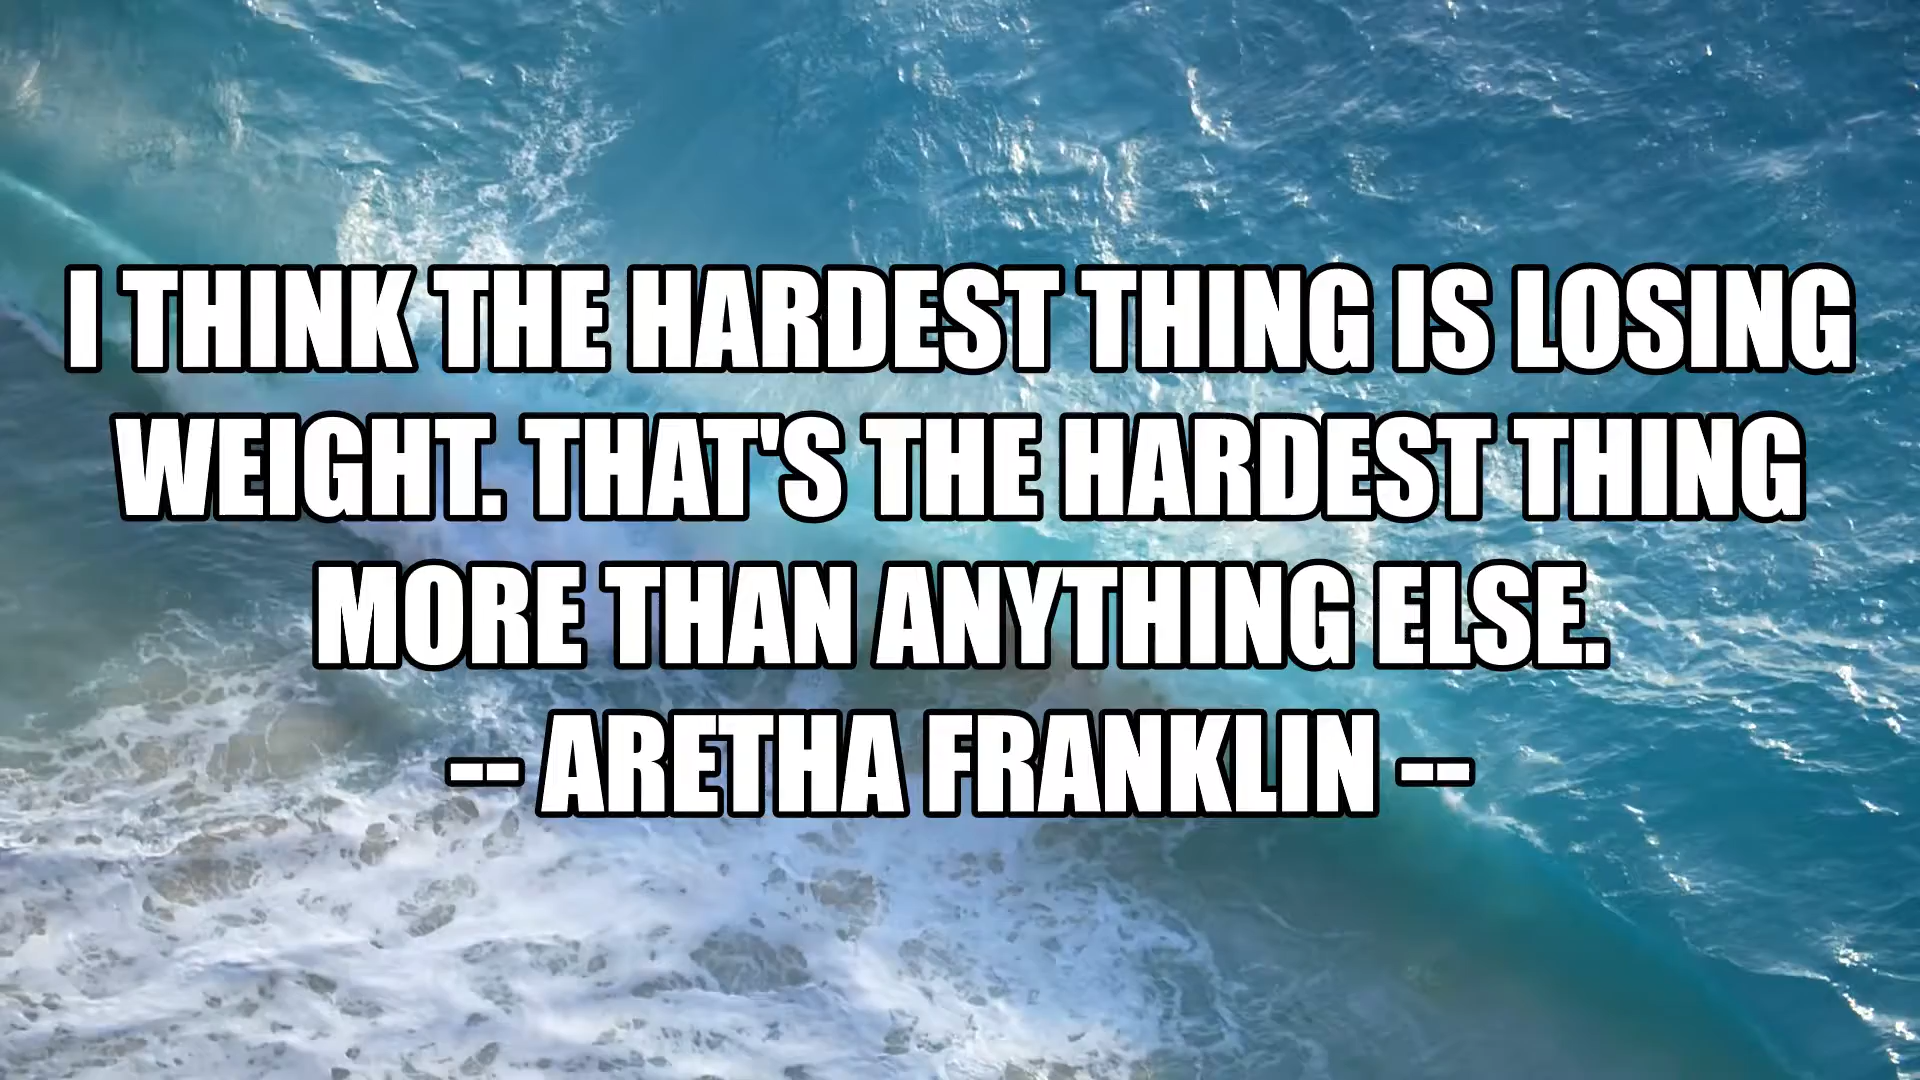 I THINK THE HARDEST THING IS LOSING
WEIGHT. THAT'S THE HARDEST THING
MORE THAN ANYTHING ELSE.
-- ARETHA FRANKLIN --